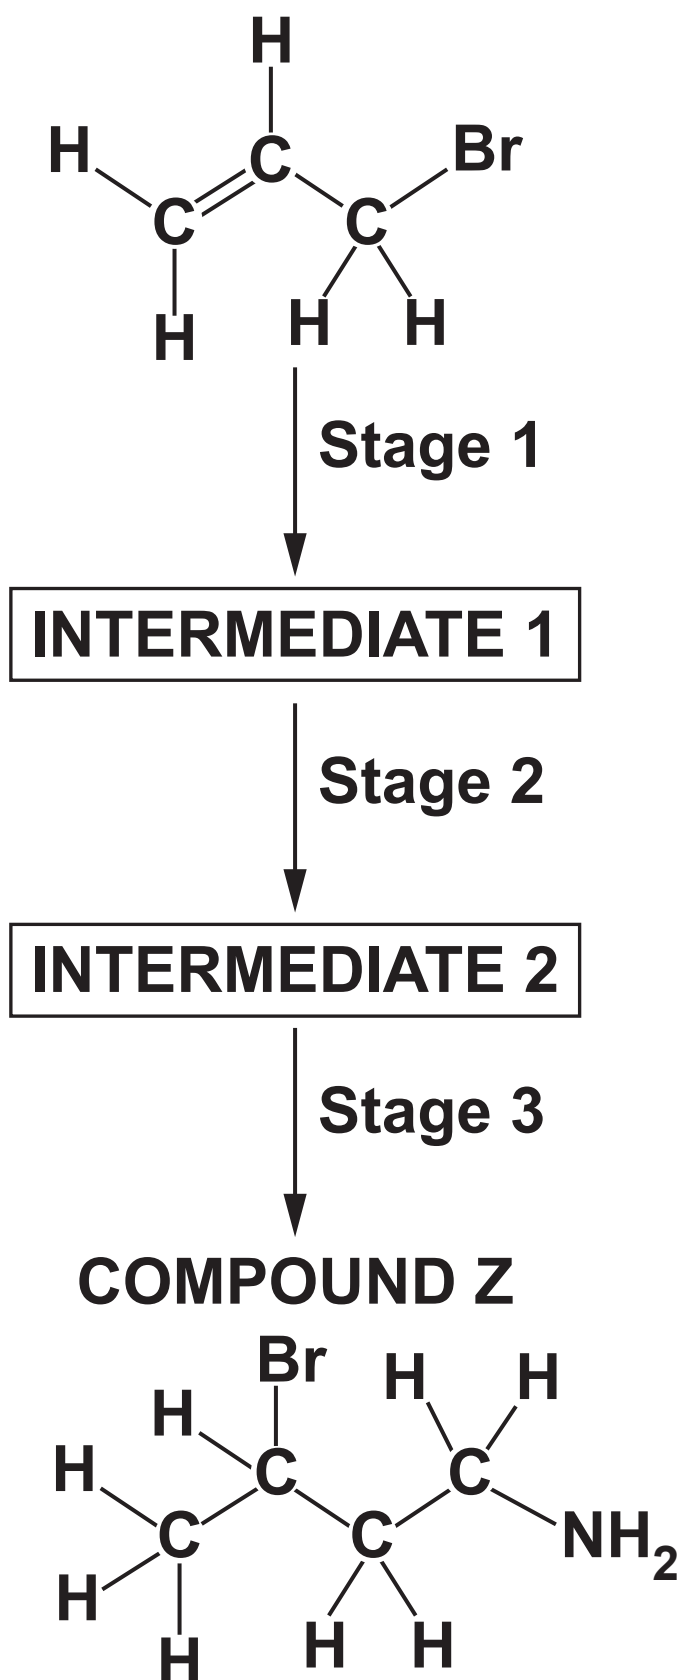 H
H C Br
C C
H H H
Stage 1
INTERMEDIATE 1
Stage 2
INTERMEDIATE 2
Stage 3
COMPOUND Z
Br H H
H
H C C
C C NH₂
H
H H H